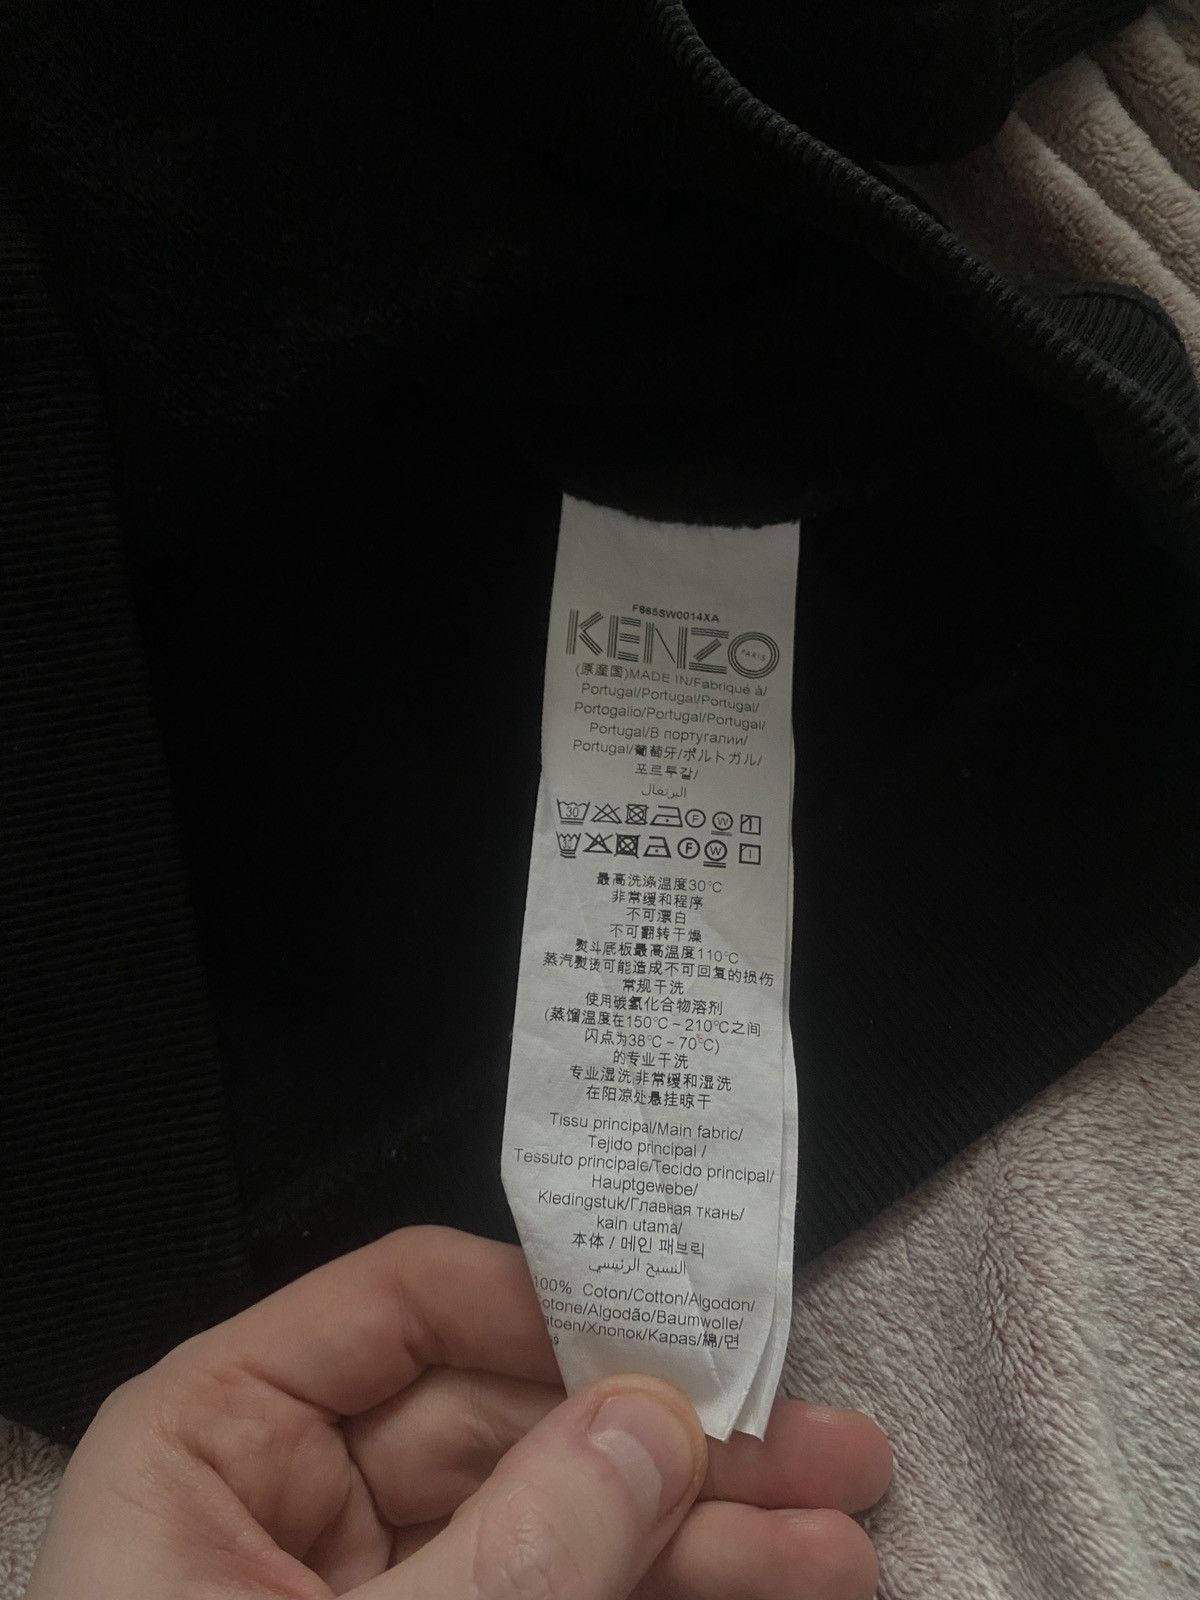 F865SW0014XA
KENZO
PARIS
(原産国)MADE IN/Fabriqué à/
Portugal/Portugal/Portugal/
Portogallo/Portugal/Portugal/
Portugal/В португалии/
Portugal/葡萄牙/ポルトガル/
포르투갈/
البرتغال
30 F W
30 F W
最高洗涤温度30°C
非常缓和程序
不可漂白
不可翻转干燥
熨斗底板最高温度110°C
蒸汽熨烫可能造成不可回复的损伤
常规干洗
使用碳氢化合物溶剂
(蒸馏温度在150°C ~ 210°C之间
闪点为38°C ~ 70°C)
的专业干洗
专业湿洗,非常缓和湿洗
在阳凉处悬挂晾干
Tissu principal/Main fabric/
Tejido principal /
Tessuto principale/Tecido principal/
Hauptgewebe/
Kledingstuk/Главная ткань/
kain utama/
本体 / 메인 패브릭
النسيج الرئيسي
100% Coton/Cotton/Algodon/
otone/Algodão/Baumwolle/
atoen/Хлопок/Kapas/綿/면